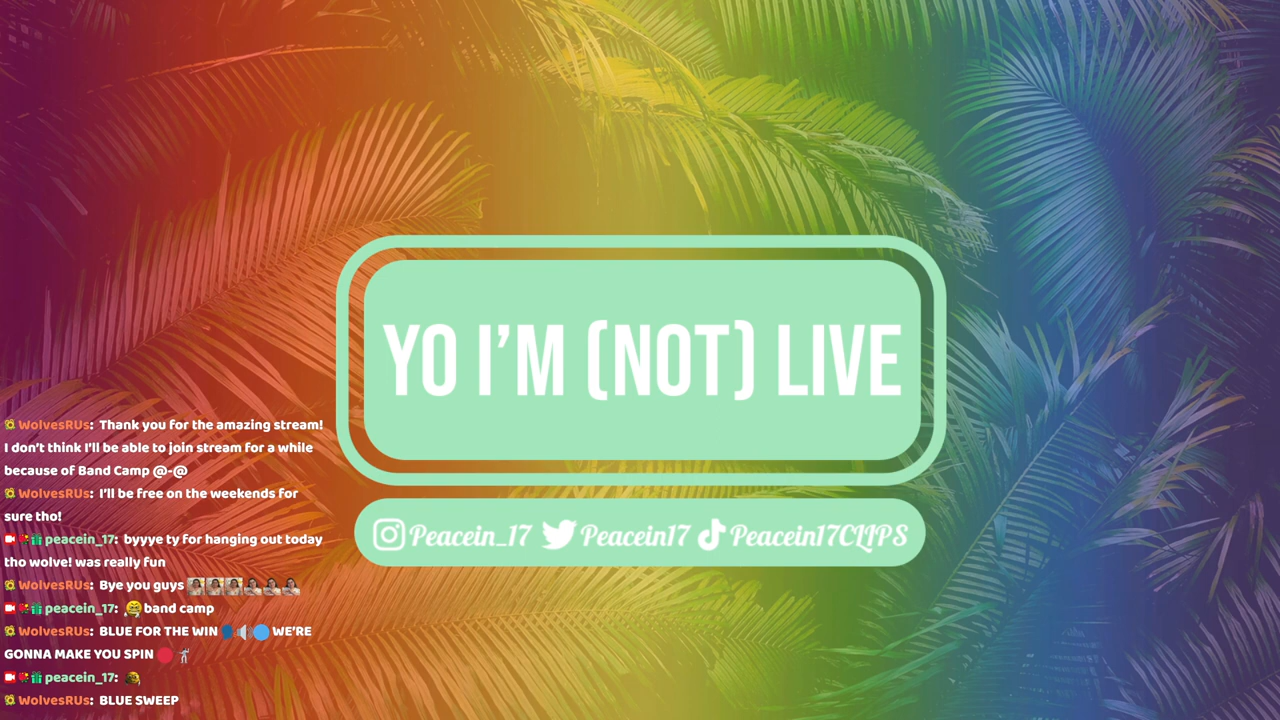 YO I'M (NOT) LIVE
Peacein_17 Peacein17 Peacein17CLIPS
WolvesRUs: Thank you for the amazing stream!
I don't think I'll be able to join stream for a while
because of Band Camp @-@
WolvesRUs: I'll be free on the weekends for
sure tho!
peacein_17: byyye ty for hanging out today
tho wolve! was really fun
WolvesRUs: Bye you guys
peacein_17: band camp
WolvesRUs: BLUE FOR THE WIN WE'RE
GONNA MAKE YOU SPIN
peacein_17:
WolvesRUs: BLUE SWEEP